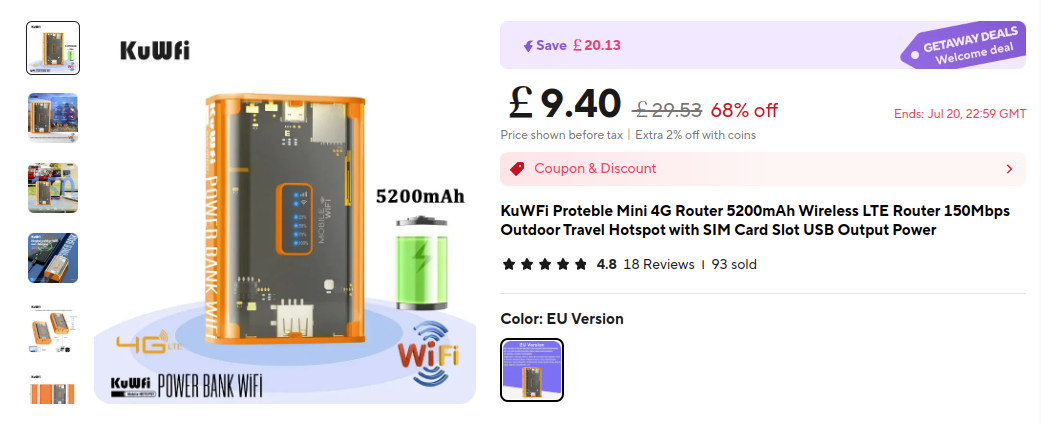 KuWFi
POWER BANK WIFI
MOBILE WiFi
5200mAh
4G LTE
WiFi
KuWFi
POWER BANK WiFi
Save £20.13
GETAWAY DEALS
Welcome deal
£9.40 £29.53 68% off
Ends: Jul 20, 22:59 GMT
Price shown before tax | Extra 2% off with coins
Coupon & Discount
KuWFi Proteble Mini 4G Router 5200mAh Wireless LTE Router 150Mbps
Outdoor Travel Hotspot with SIM Card Slot USB Output Power
4.8 18 Reviews | 93 sold
Color: EU Version
EU Version